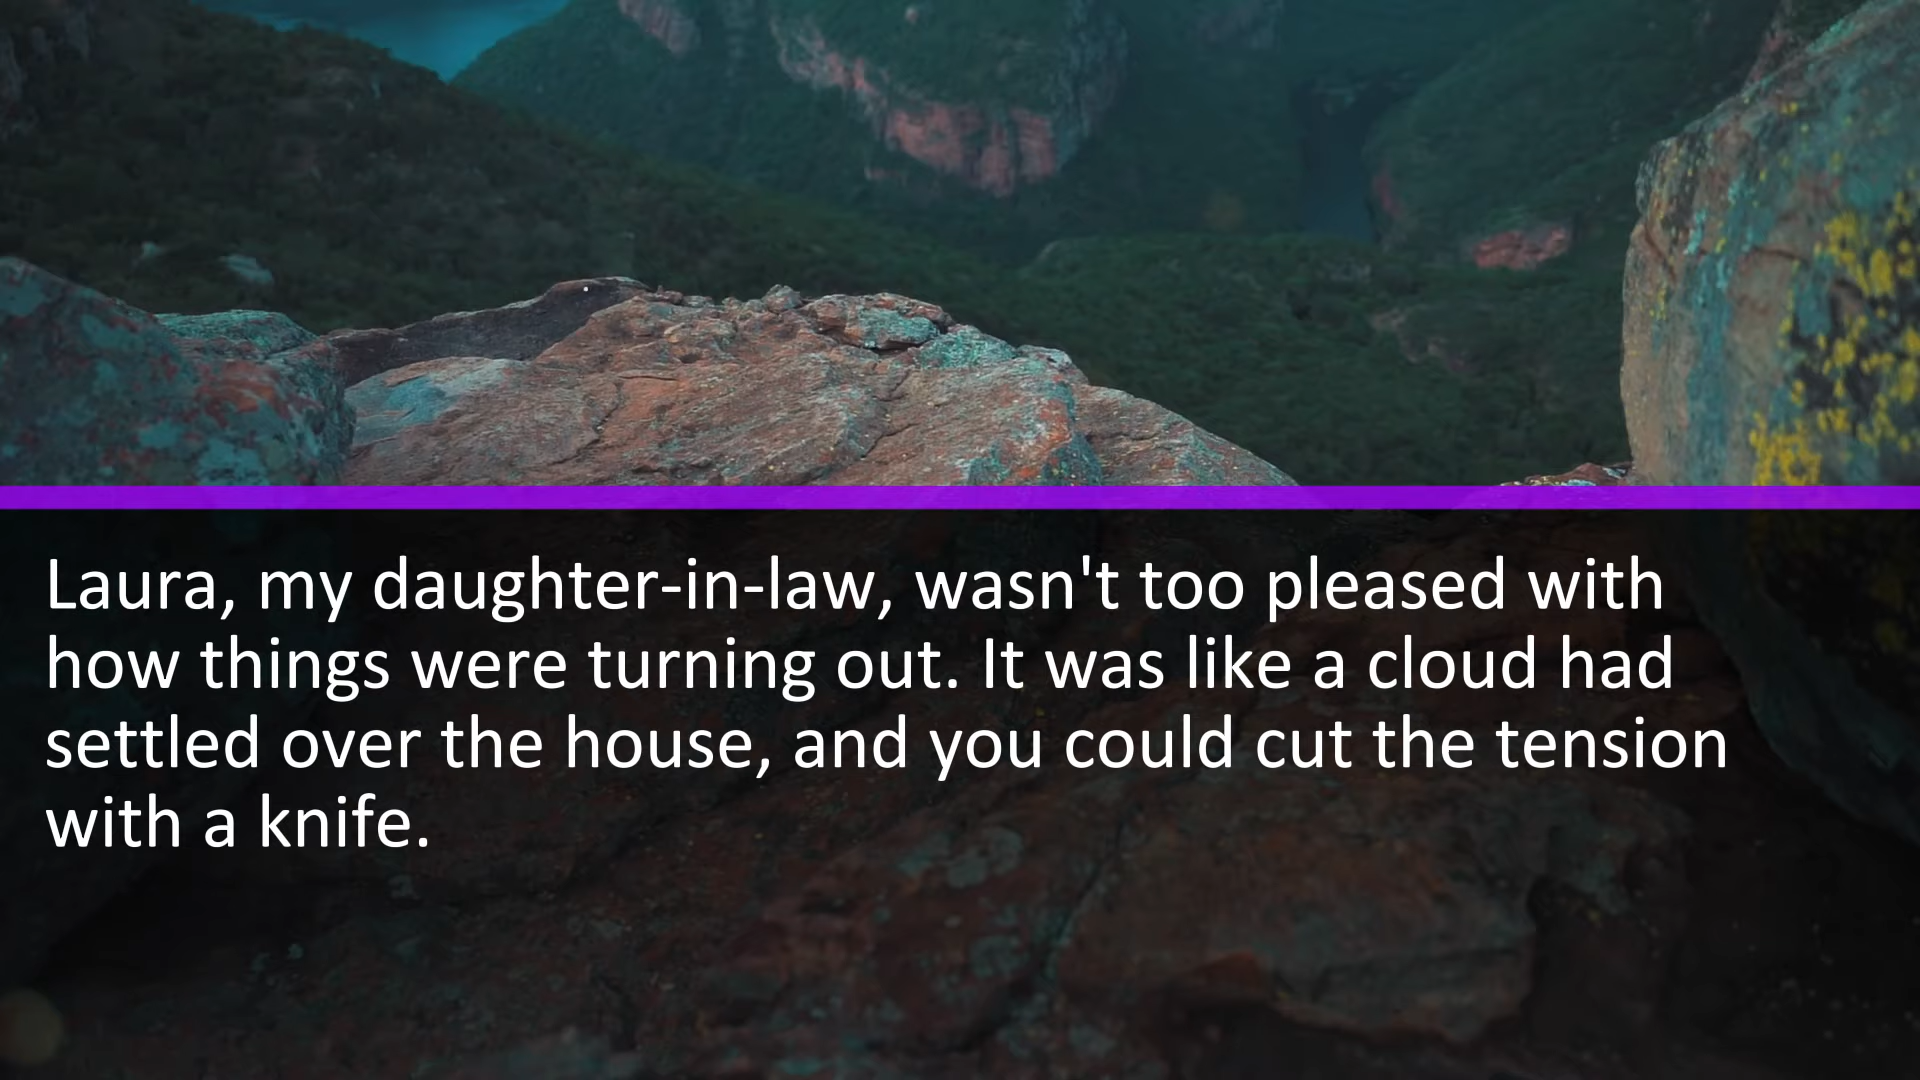 Laura, my daughter-in-law, wasn't too pleased with
how things were turning out. It was like a cloud had
settled over the house, and you could cut the tension
with a knife.